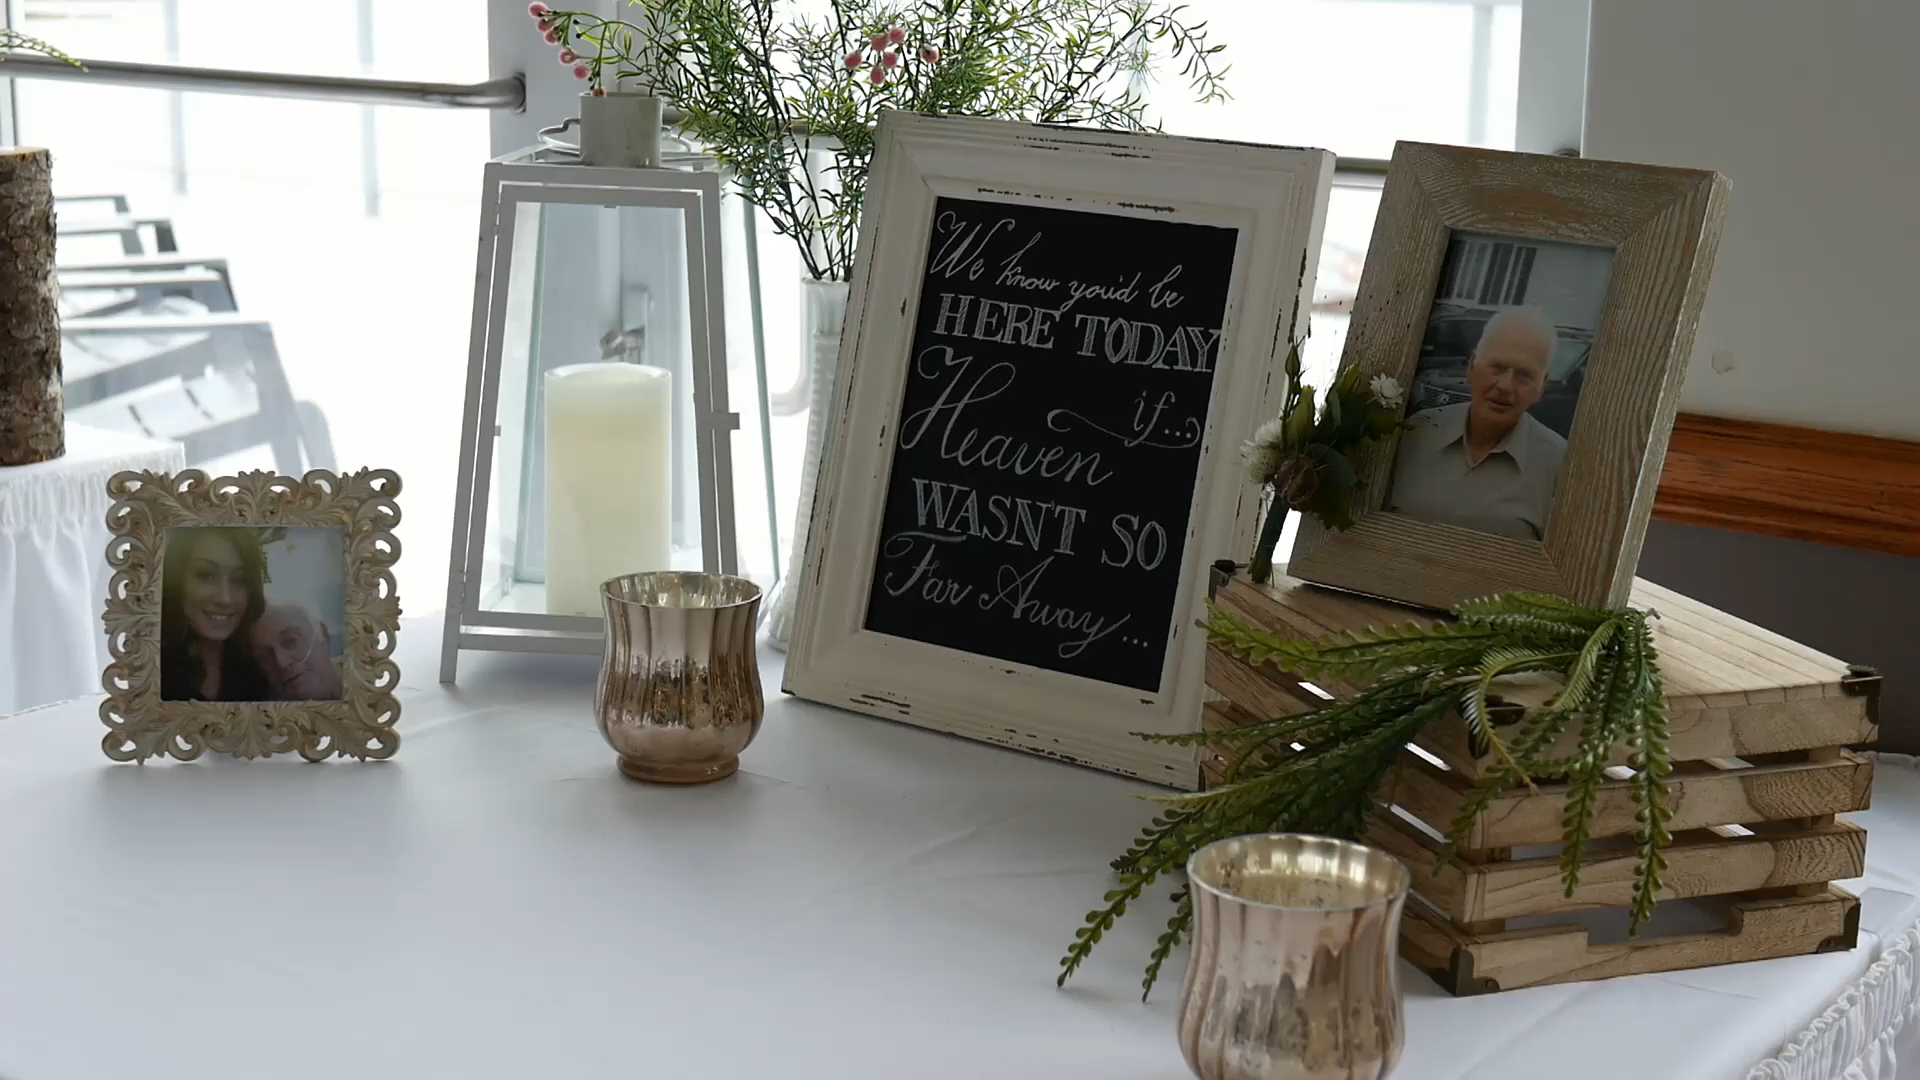 We know you'd be
HERE TODAY
if...
Heaven
WASN'T SO
Far Away...